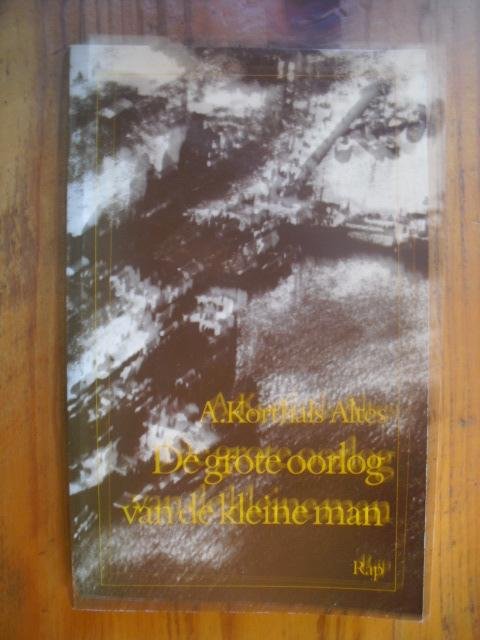 A.Korthals Altes
De grote oorlog
van de kleine man
Rap